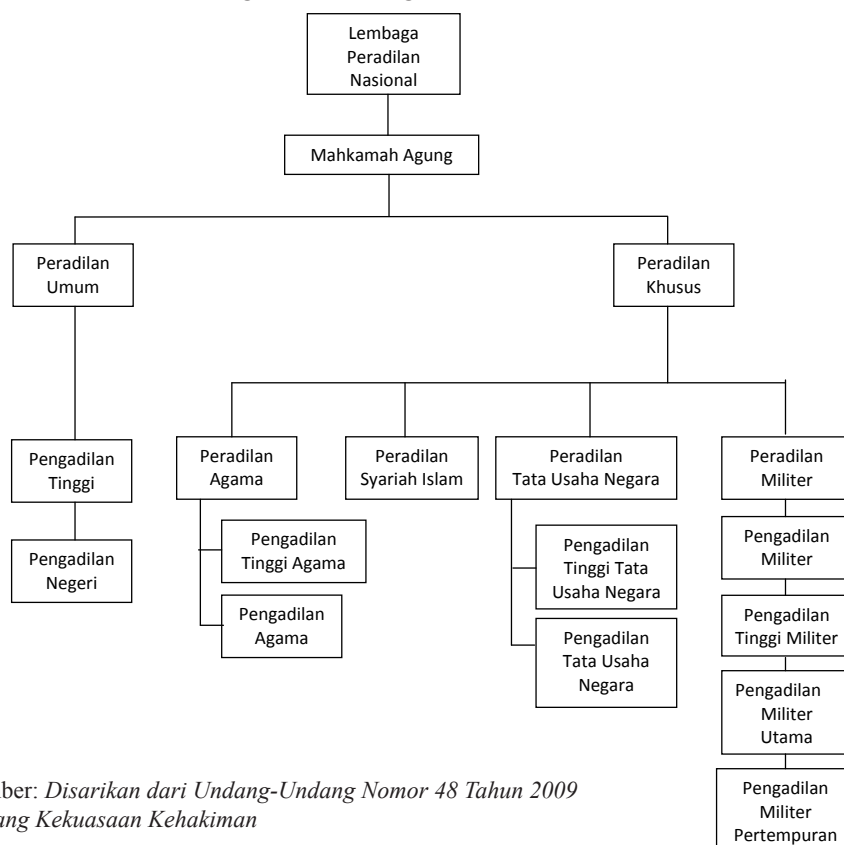 Lembaga
Peradilan
Nasional
Mahkamah Agung
Peradilan
Umum
Peradilan
Khusus
Pengadilan
Tinggi
Pengadilan
Negeri
Peradilan
Agama
Pengadilan
Tinggi Agama
Pengadilan
Agama
Peradilan
Syariah Islam
Peradilan
Tata Usaha Negara
Pengadilan
Tinggi Tata
Usaha Negara
Pengadilan
Tata Usaha
Negara
Peradilan
Militer
Pengadilan
Militer
Pengadilan
Tinggi Militer
Pengadilan
Militer
Utama
Pengadilan
Militer
Pertempuran
ber: Disarikan dari Undang-Undang Nomor 48 Tahun 2009
ang Kekuasaan Kehakiman